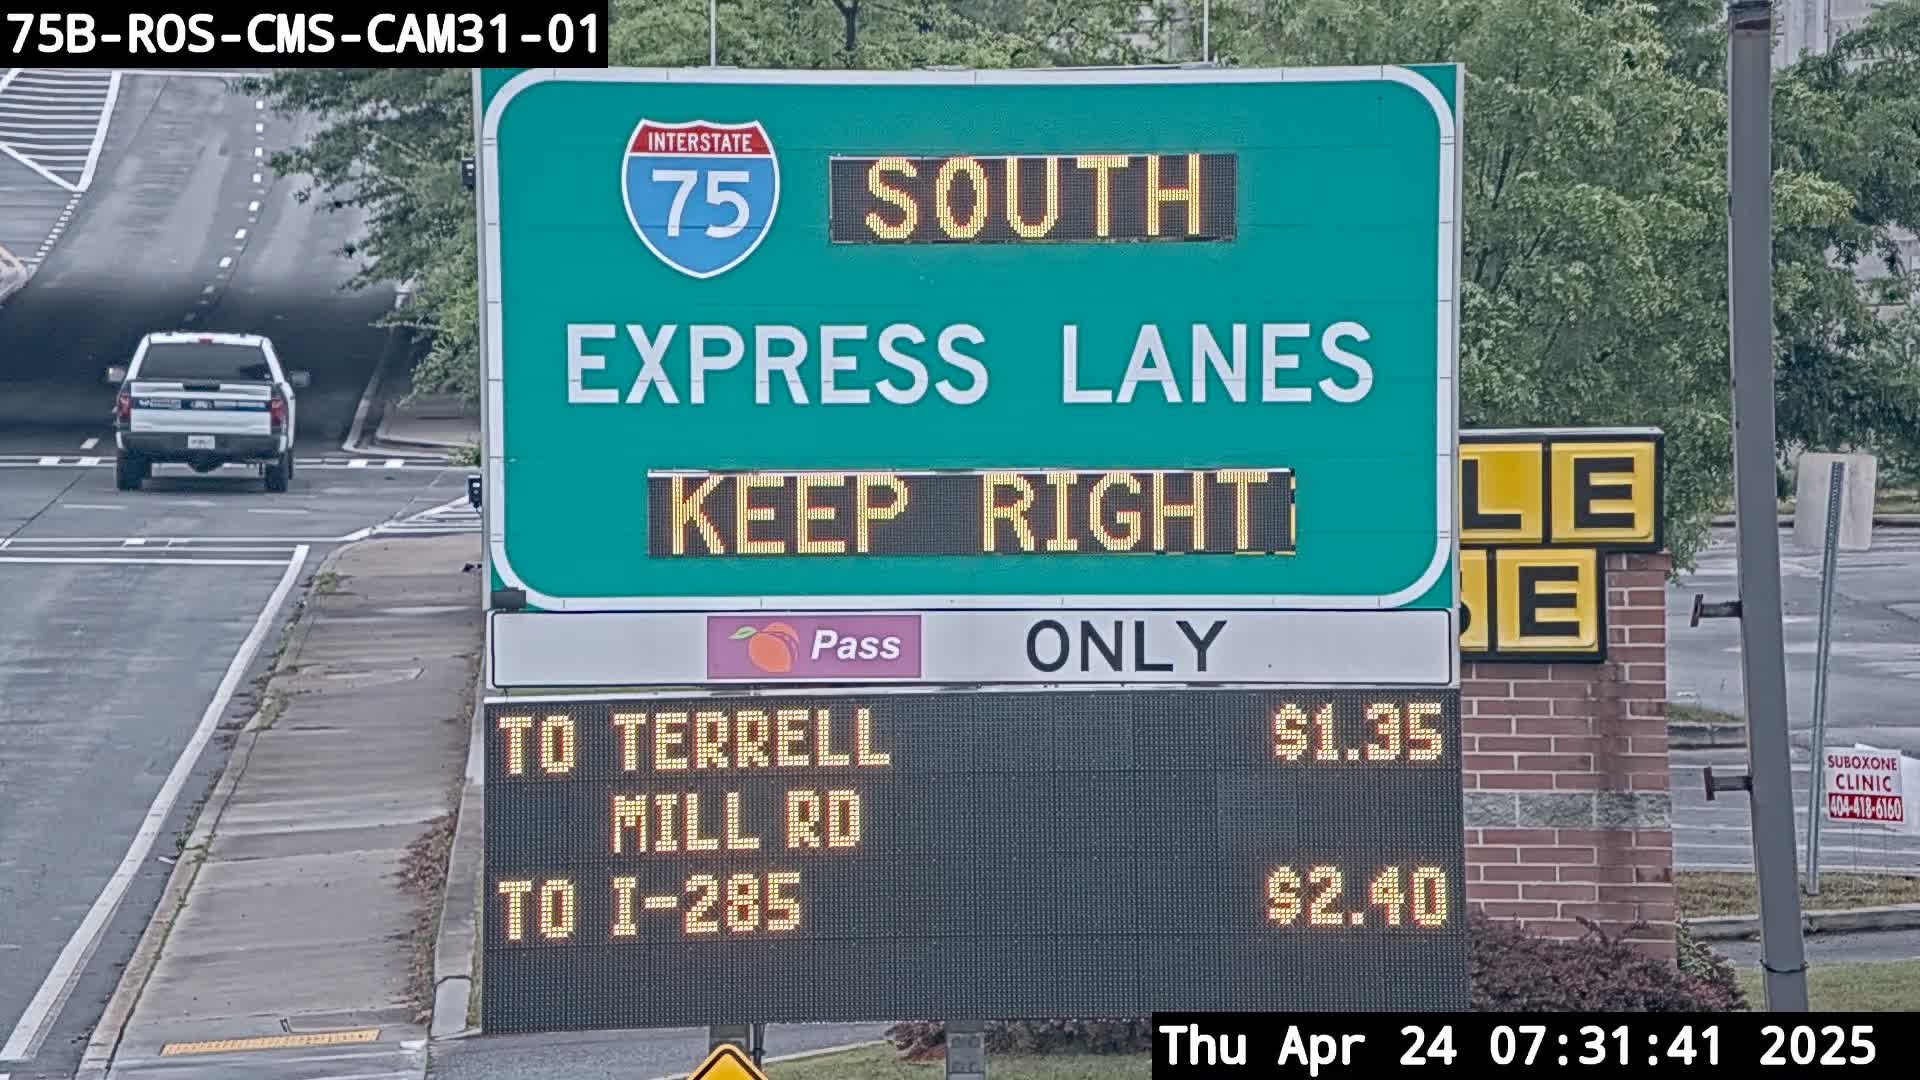 75B-ROS-CMS-CAM31-01
INTERSTATE
75
SOUTH
EXPRESS LANES
KEEP RIGHT
Pass ONLY
TO TERRELL $1.35
MILL RD
TO I-285 $2.40
LE
E
SUBOXONE
CLINIC
404-418-6160
Thu Apr 24 07:31:41 2025